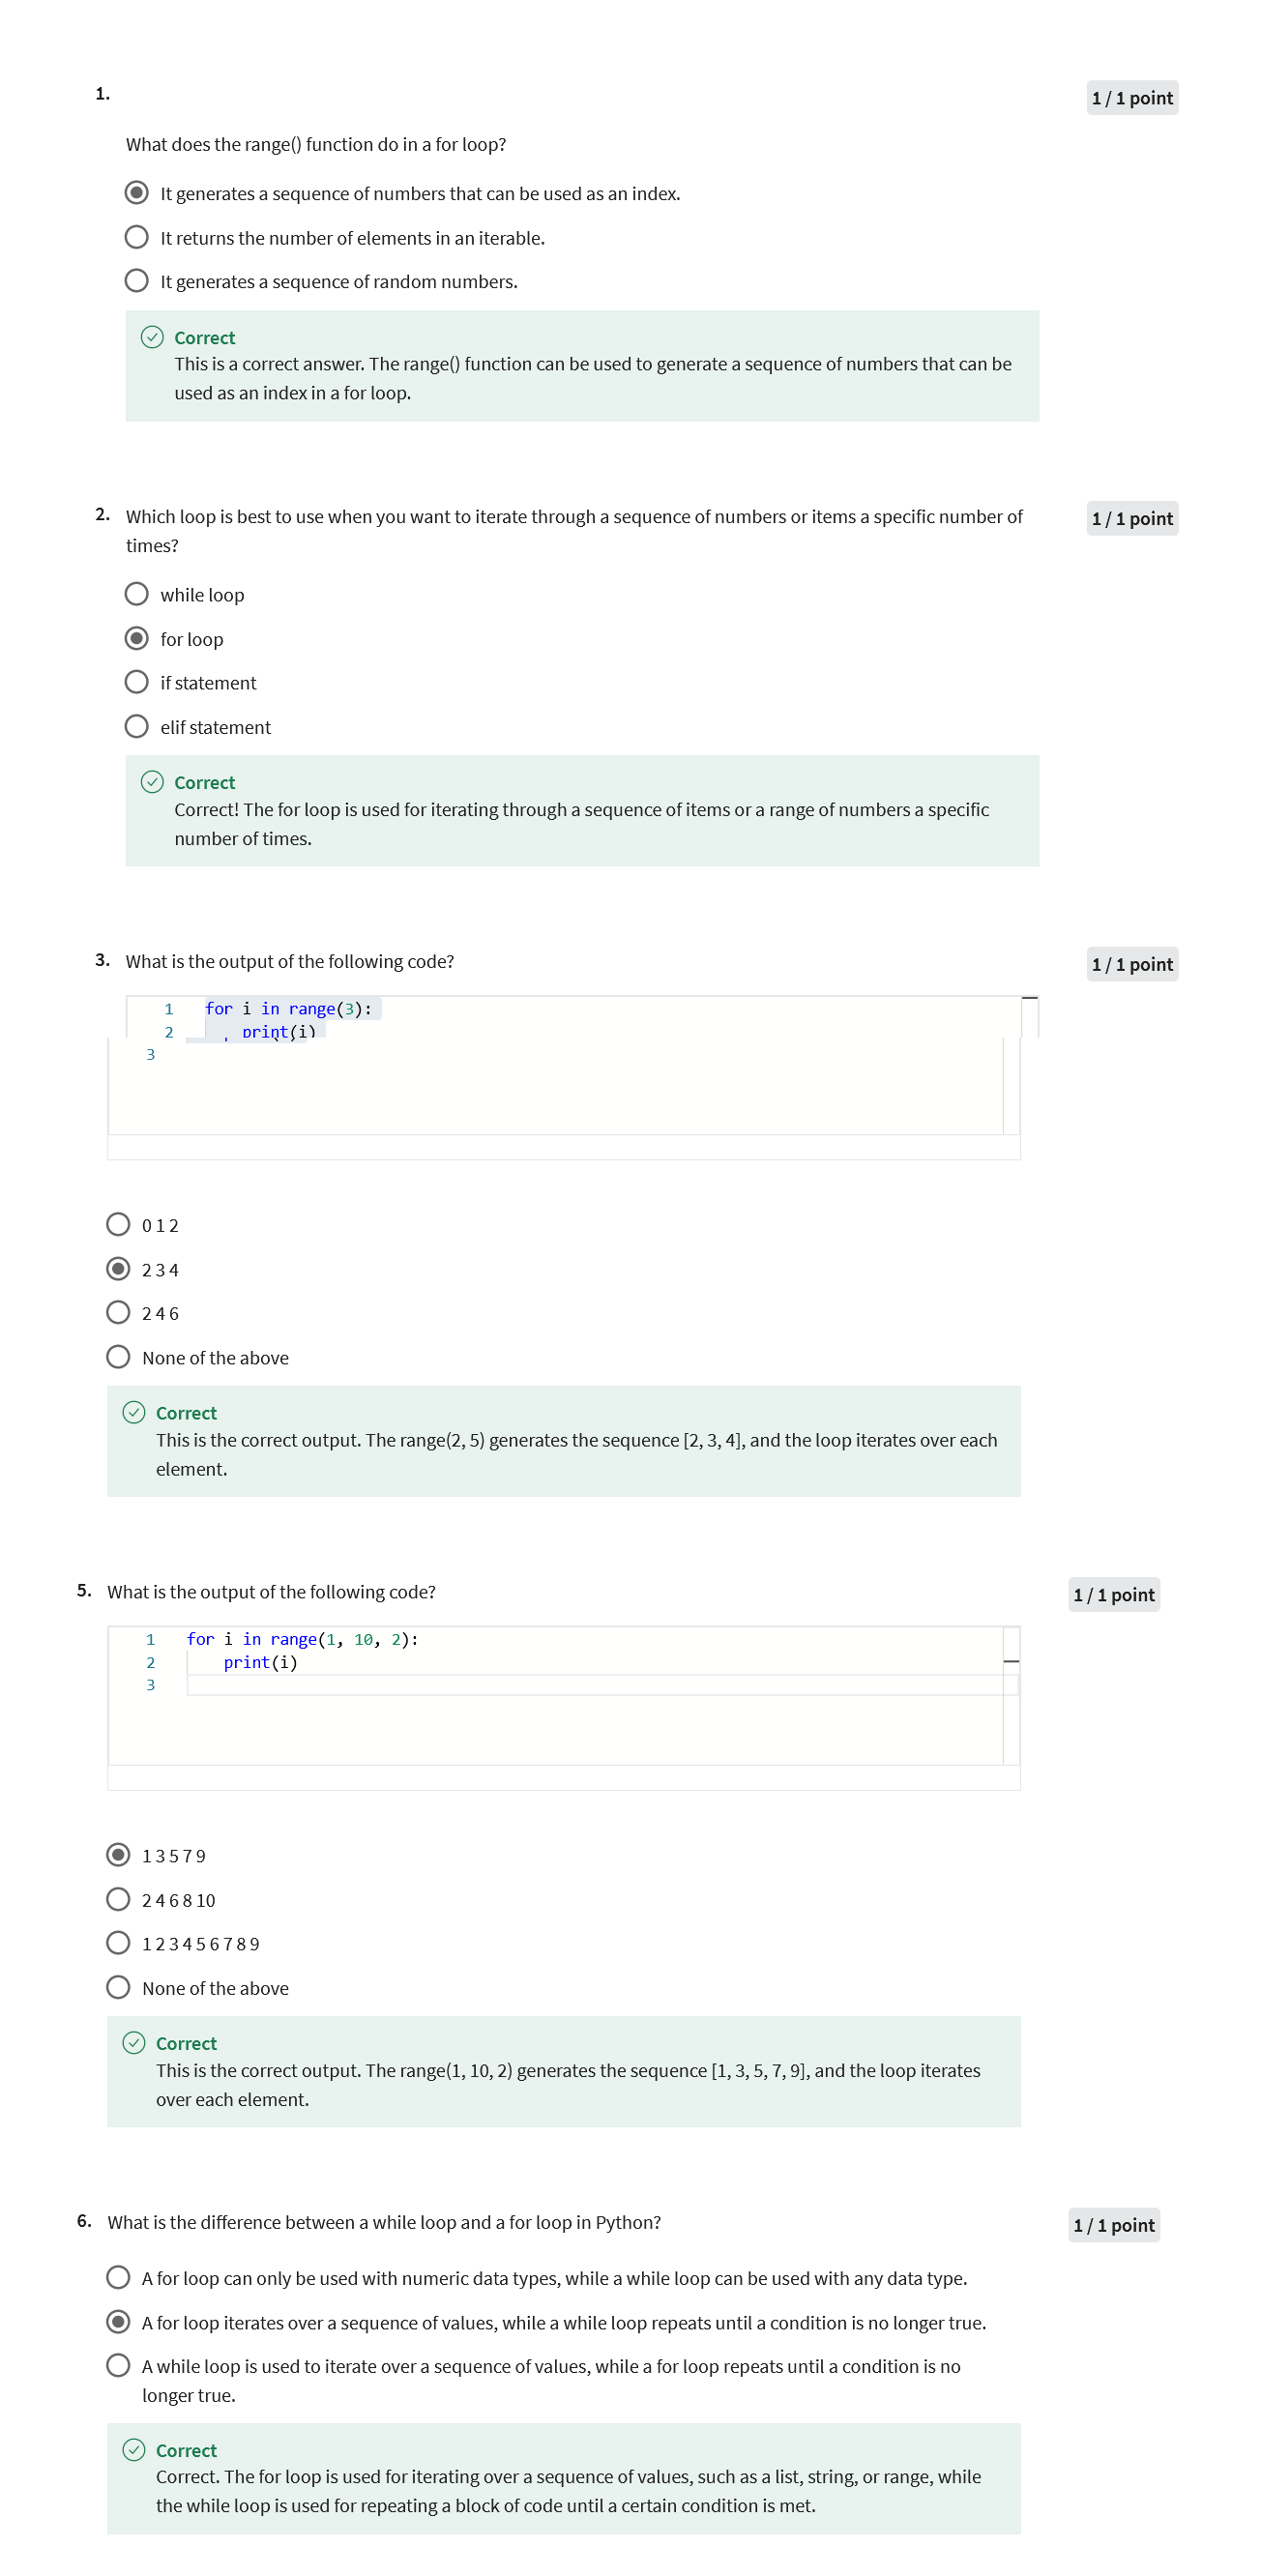 1.
1 / 1 point
What does the range() function do in a for loop?
It generates a sequence of numbers that can be used as an index.
It returns the number of elements in an iterable.
It generates a sequence of random numbers.
Correct
This is a correct answer. The range() function can be used to generate a sequence of numbers that can be
used as an index in a for loop.
2. Which loop is best to use when you want to iterate through a sequence of numbers or items a specific number of
times?
1 / 1 point
while loop
for loop
if statement
elif statement
Correct
Correct! The for loop is used for iterating through a sequence of items or a range of numbers a specific
number of times.
3. What is the output of the following code?
1 / 1 point
1 for i in range(3):
2 print(i)
3
0 1 2
2 3 4
2 4 6
None of the above
Correct
This is the correct output. The range(2, 5) generates the sequence [2, 3, 4], and the loop iterates over each
element.
5. What is the output of the following code?
1 / 1 point
1 for i in range(1, 10, 2):
2 print(i)
3
1 3 5 7 9
2 4 6 8 10
1 2 3 4 5 6 7 8 9
None of the above
Correct
This is the correct output. The range(1, 10, 2) generates the sequence [1, 3, 5, 7, 9], and the loop iterates
over each element.
6. What is the difference between a while loop and a for loop in Python?
1 / 1 point
A for loop can only be used with numeric data types, while a while loop can be used with any data type.
A for loop iterates over a sequence of values, while a while loop repeats until a condition is no longer true.
A while loop is used to iterate over a sequence of values, while a for loop repeats until a condition is no
longer true.
Correct
Correct. The for loop is used for iterating over a sequence of values, such as a list, string, or range, while
the while loop is used for repeating a block of code until a certain condition is met.